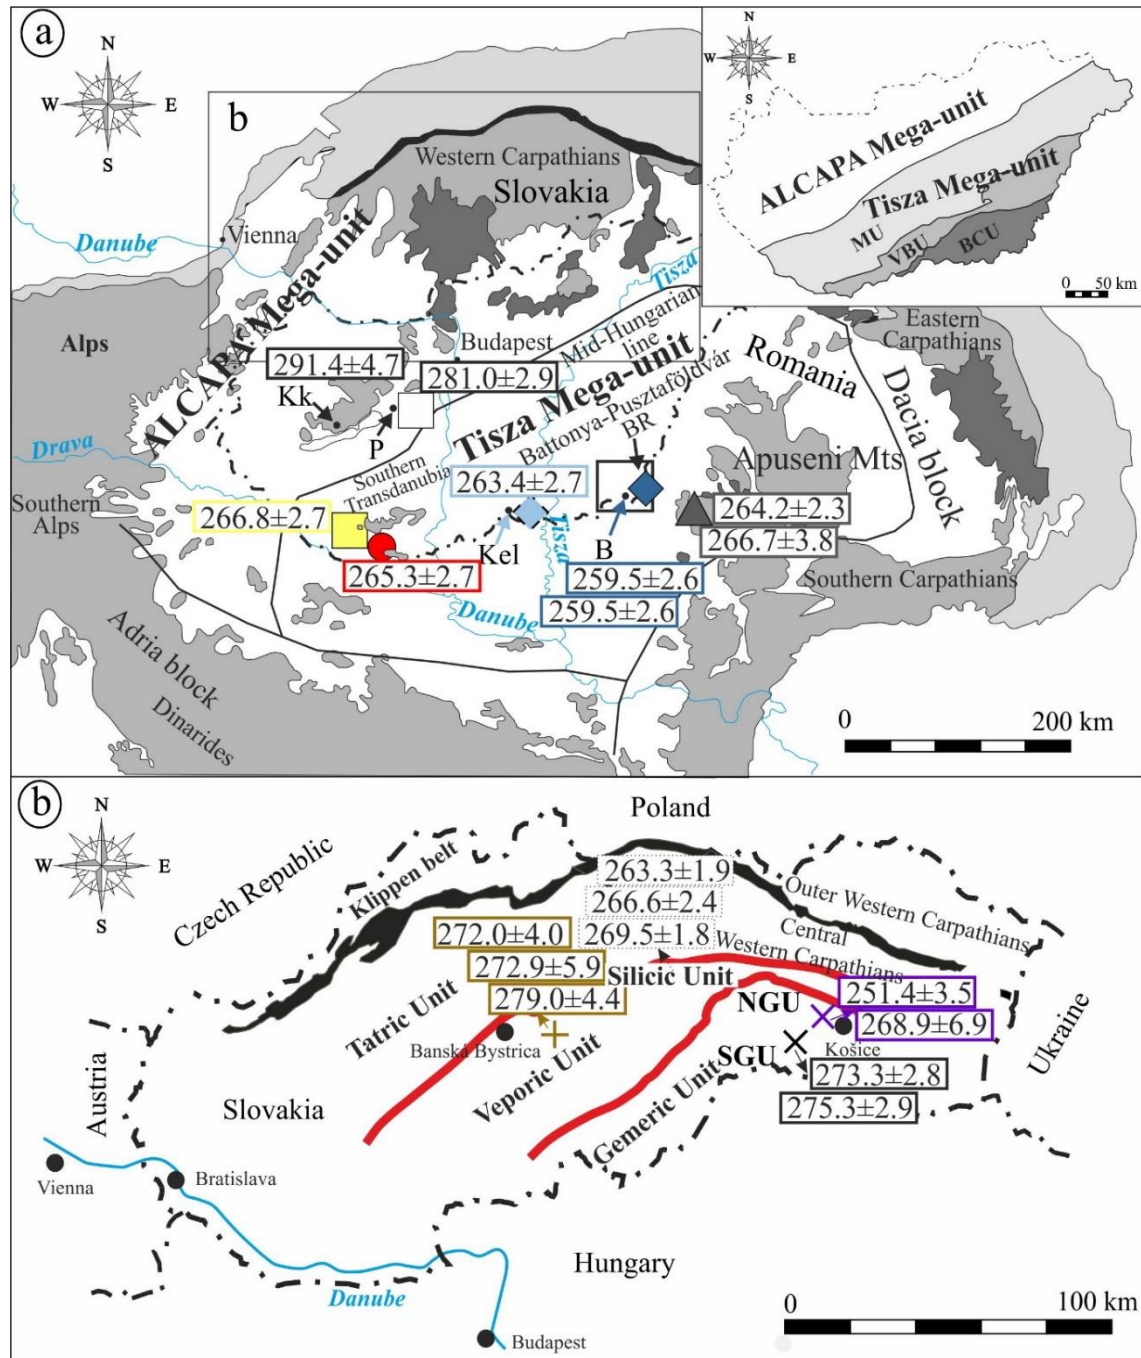 a
N
W
E
S
b
Western Carpathians
Slovakia
Danube
Vienna
Tisza
ALCAPA Mega-unit
Alps
Budapest
Mid-Hungarian
line
291.4±4.7
281.0±2.9
Kk
P
Tisza Mega-unit
Battonya-Pusztaföldvár
BR
Romania
Eastern
Carpathians
Dacia block
Drava
Southern
Transdanubia
263.4±2.7
Apuseni Mts
Southern
Alps
266.8±2.7
264.2±2.3
266.7±3.8
Kel
Tisza
B
265.3±2.7
259.5±2.6
259.5±2.6
Southern Carpathians
Danube
Adria block
Dinarides
0
200 km
N
W
E
S
ALCAPA Mega-unit
Tisza Mega-unit
MU
VBU
BCU
0
50 km
b
N
W
E
S
Poland
Czech Republic
Klippen belt
263.3±1.9
266.6±2.4
269.5±1.8
Outer Western Carpathians
Central
Western Carpathians
272.0±4.0
272.9±5.9
279.0±4.4
Silicic Unit
Tatric Unit
NGU
251.4±3.5
268.9±6.9
Banská Bystrica
Veporic Unit
SGU
Košice
273.3±2.8
275.3±2.9
Gemeric Unit
Ukraine
Austria
Slovakia
Vienna
Bratislava
Hungary
Danube
Budapest
0
100 km